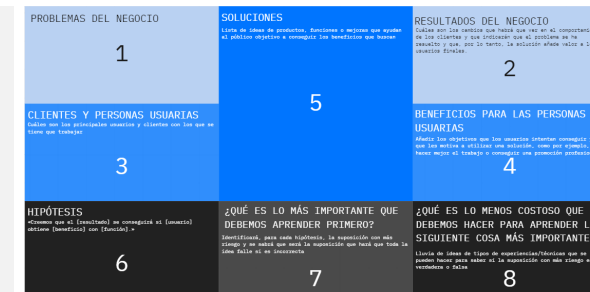 PROBLEMAS DEL NEGOCIO
1
SOLUCIONES
Lista de ideas de productos, funciones o mejoras que ayuden
al público objetivo a conseguir los beneficios que buscan
5
RESULTADOS DEL NEGOCIO
Cuáles son los cambios que habrá que ver en el
de los clientes y que indicarán que el problema se ha
resuelto y que, por lo tanto, la solución añade valor a
usuarios finales.
2
CLIENTES Y PERSONAS USUARIAS
Cuáles son los principales usuarios y clientes con los que se
tiene que trabajar
3
BENEFICIOS PARA LAS PERSONAS
USUARIAS
Añadir los objetivos que los usuarios intentan conseguir
que los motiva a utilizar una solución, como por ejemplo,
hacer mejor el trabajo o conseguir una promoción
4
HIPÓTESIS
«Creemos que el [resultado] se conseguirá si [usuario]
obtiene [beneficio] con [función].»
6
¿QUÉ ES LO MÁS IMPORTANTE QUE
DEBEMOS APRENDER PRIMERO?
Identificará, para cada hipótesis, la suposición con más
riesgo y se sabrá que será la suposición que hará que toda la
idea falle si es incorrecta
7
¿QUÉ ES LO MENOS COSTOSO QUE
DEBEMOS HACER PARA APRENDER
SIGUIENTE COSA MÁS IMPORTANTE
Lluvia de ideas de tipos de experiencias/técnicas que se
pueden hacer para saber si la suposición con más riesgo
verdadera o falsa
8